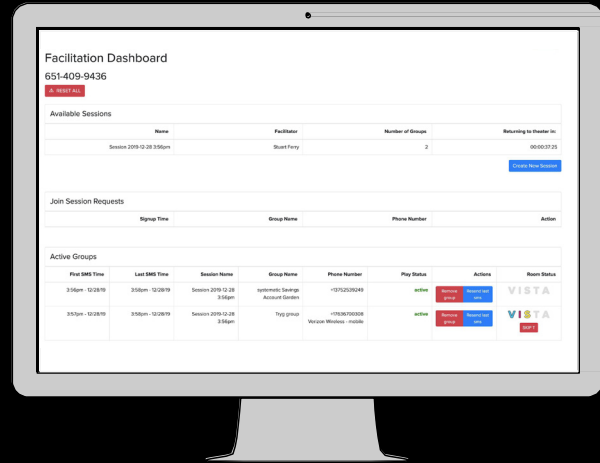 Facilitation Dashboard
651-409-9436
RESET ALL
Available Sessions
Name Facilitator Number of Groups Returning to theater in:
Session 2019-12-28 3:56pm Stuart Ferry 2 00:00:37:25
Create New Session
Join Session Requests
Signup Time Group Name Phone Number Action
Active Groups
First SMS Time Last SMS Time Session Name Group Name Phone Number Play Status Actions Room Status
3:56pm - 12/28/19 3:58pm - 12/28/19 Session 2019-12-28 systematic Savings +13752539249 active Remove Resend last VISTA
3:56pm Account Garden group sms
3:57pm - 12/28/19 3:58pm - 12/28/19 Session 2019-12-28 Tryg group +17636790308 active Remove Resend last VISTA
3:56pm Verizon Wireless - mobile group sms
SKIP T